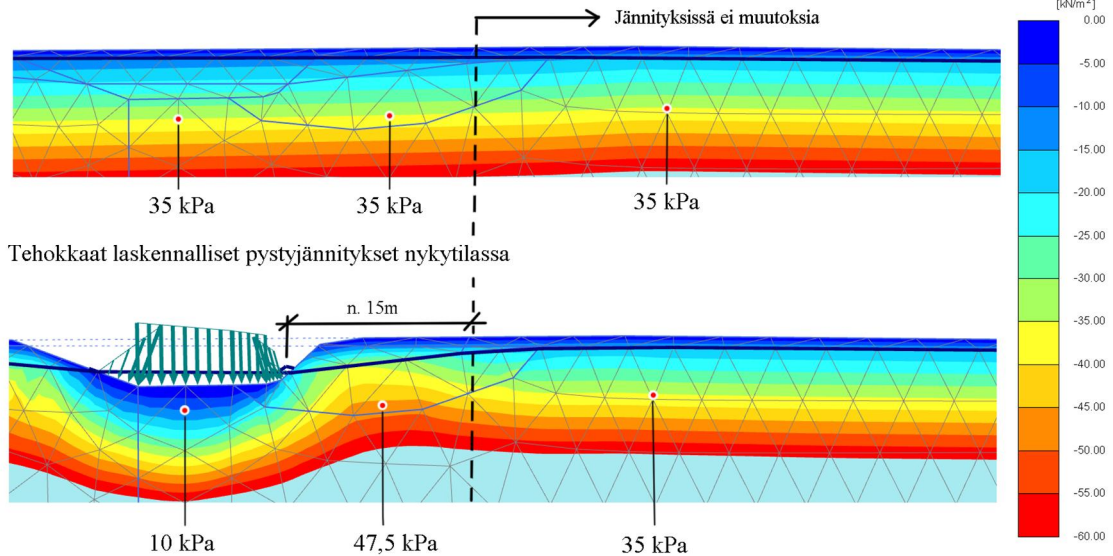 [kN/m²]
Jännityksissä ei muutoksia
0.00
-5.00
-10.00
-15.00
-20.00
-25.00
-30.00
-35.00
-40.00
-45.00
-50.00
-55.00
-60.00
35 kPa
35 kPa
35 kPa
Tehokkaat laskennalliset pystyjännitykset nykytilassa
n. 15m
10 kPa
47,5 kPa
35 kPa